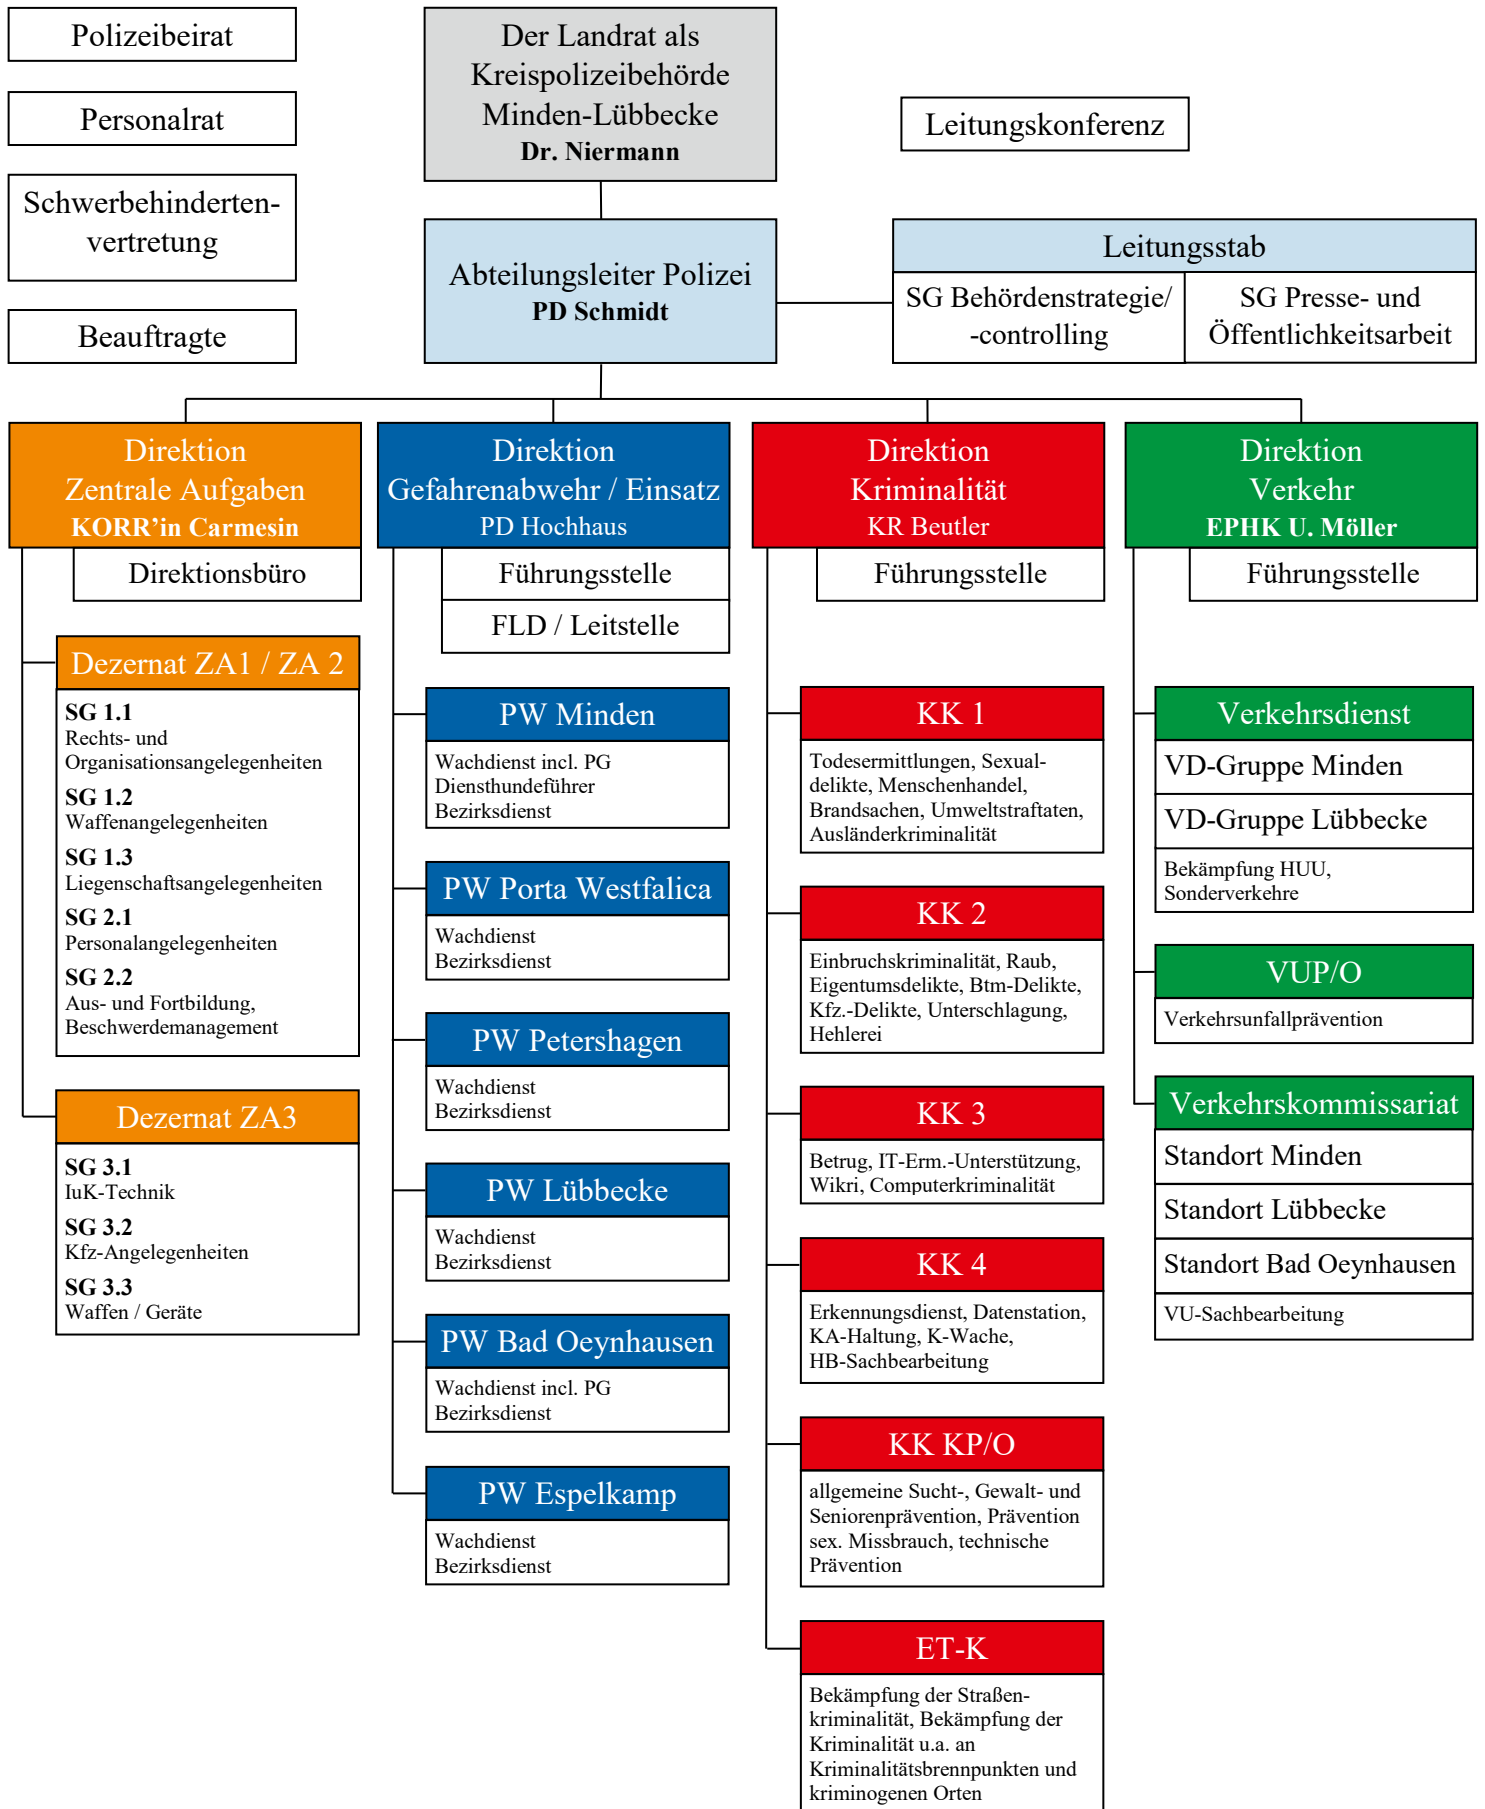 Polizeibeirat
Personalrat
Schwerbehinderten-
vertretung
Beauftragte
Der Landrat als
Kreispolizeibehörde
Minden-Lübbecke
Dr. Niermann
Leitungskonferenz
Abteilungsleiter Polizei
PD Schmidt
Leitungsstab
SG Behördenstrategie/
-controlling
SG Presse- und
Öffentlichkeitsarbeit
Direktion
Zentrale Aufgaben
KORR’in Carmesin
Direktionsbüro
Dezernat ZA1 / ZA 2
SG 1.1
Rechts- und
Organisationsangelegenheiten
SG 1.2
Waffenangelegenheiten
SG 1.3
Liegenschaftsangelegenheiten
SG 2.1
Personalangelegenheiten
SG 2.2
Aus- und Fortbildung,
Beschwerdemanagement
Dezernat ZA3
SG 3.1
IuK-Technik
SG 3.2
Kfz-Angelegenheiten
SG 3.3
Waffen / Geräte
Direktion
Gefahrenabwehr / Einsatz
PD Hochhaus
Führungsstelle
FLD / Leitstelle
PW Minden
Wachdienst incl. PG
Diensthundeführer
Bezirksdienst
PW Porta Westfalica
Wachdienst
Bezirksdienst
PW Petershagen
Wachdienst
Bezirksdienst
PW Lübbecke
Wachdienst
Bezirksdienst
PW Bad Oeynhausen
Wachdienst incl. PG
Bezirksdienst
PW Espelkamp
Wachdienst
Bezirksdienst
Direktion
Kriminalität
KR Beutler
Führungsstelle
KK 1
Todesermittlungen, Sexual-
delikte, Menschenhandel,
Brandsachen, Umweltstraftaten,
Ausländerkriminalität
KK 2
Einbruchskriminalität, Raub,
Eigentumsdelikte, Btm-Delikte,
Kfz.-Delikte, Unterschlagung,
Hehlerei
KK 3
Betrug, IT-Erm.-Unterstützung,
Wikri, Computerkriminalität
KK 4
Erkennungsdienst, Datenstation,
KA-Haltung, K-Wache,
HB-Sachbearbeitung
KK KP/O
allgemeine Sucht-, Gewalt- und
Seniorenprävention, Prävention
sex. Missbrauch, technische
Prävention
ET-K
Bekämpfung der Straßen-
kriminalität, Bekämpfung der
Kriminalität u.a. an
Kriminalitätsbrennpunkten und
kriminogenen Orten
Direktion
Verkehr
EPHK U. Möller
Führungsstelle
Verkehrsdienst
VD-Gruppe Minden
VD-Gruppe Lübbecke
Bekämpfung HUU,
Sonderverkehre
VUP/O
Verkehrsunfallprävention
Verkehrskommissariat
Standort Minden
Standort Lübbecke
Standort Bad Oeynhausen
VU-Sachbearbeitung